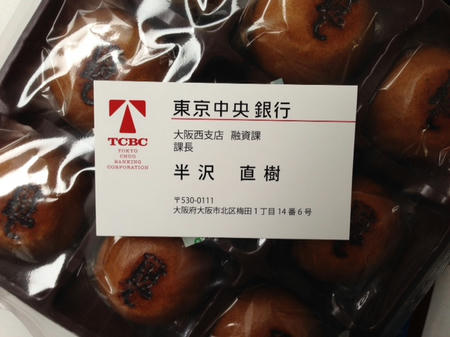 東京中央銀行
大阪西支店 融資課
課長
半沢 直樹
〒530-0111
大阪府大阪市北区梅田1丁目14番6号
TCBC
TOKYO
CHUO
BANKING
CORPORATION